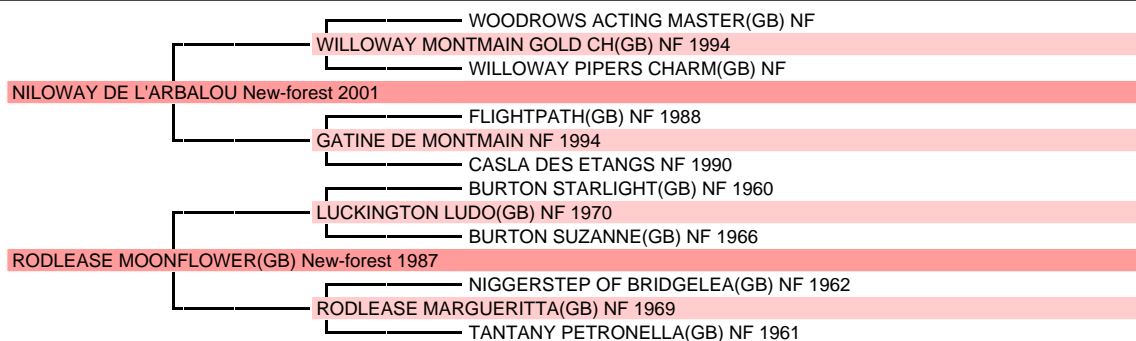 WOODROWS ACTING MASTER(GB) NF
WILLOWAY MONTMAIN GOLD CH(GB) NF 1994
WILLOWAY PIPERS CHARM(GB) NF
NILOWAY DE L'ARBALOU New-forest 2001
FLIGHTPATH(GB) NF 1988
GATINE DE MONTMAIN NF 1994
CASLA DES ETANGS NF 1990
BURTON STARLIGHT(GB) NF 1960
LUCKINGTON LUDO(GB) NF 1970
BURTON SUZANNE(GB) NF 1966
RODLEASE MOONFLOWER(GB) New-forest 1987
NIGGERSTEP OF BRIDGELEA(GB) NF 1962
RODLEASE MARGUERITTA(GB) NF 1969
TANTANY PETRONELLA(GB) NF 1961